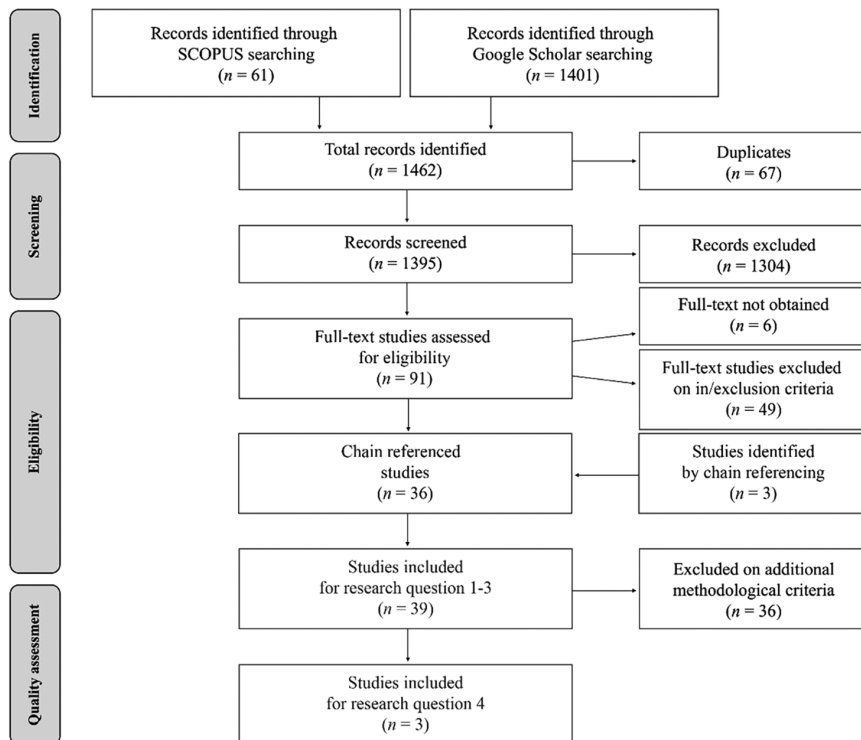 Identification
Records identified through
SCOPUS searching
(n = 61)
Records identified through
Google Scholar searching
(n = 1401)
Total records identified
(n = 1462)
Duplicates
(n = 67)
Screening
Records screened
(n = 1395)
Records excluded
(n = 1304)
Eligibility
Full-text studies assessed
for eligibility
(n = 91)
Full-text not obtained
(n = 6)
Full-text studies excluded
on in/exclusion criteria
(n = 49)
Chain referenced
studies
(n = 36)
Studies identified
by chain referencing
(n = 3)
Studies included
for research question 1-3
(n = 39)
Excluded on additional
methodological criteria
(n = 36)
Quality assessment
Studies included
for research question 4
(n = 3)